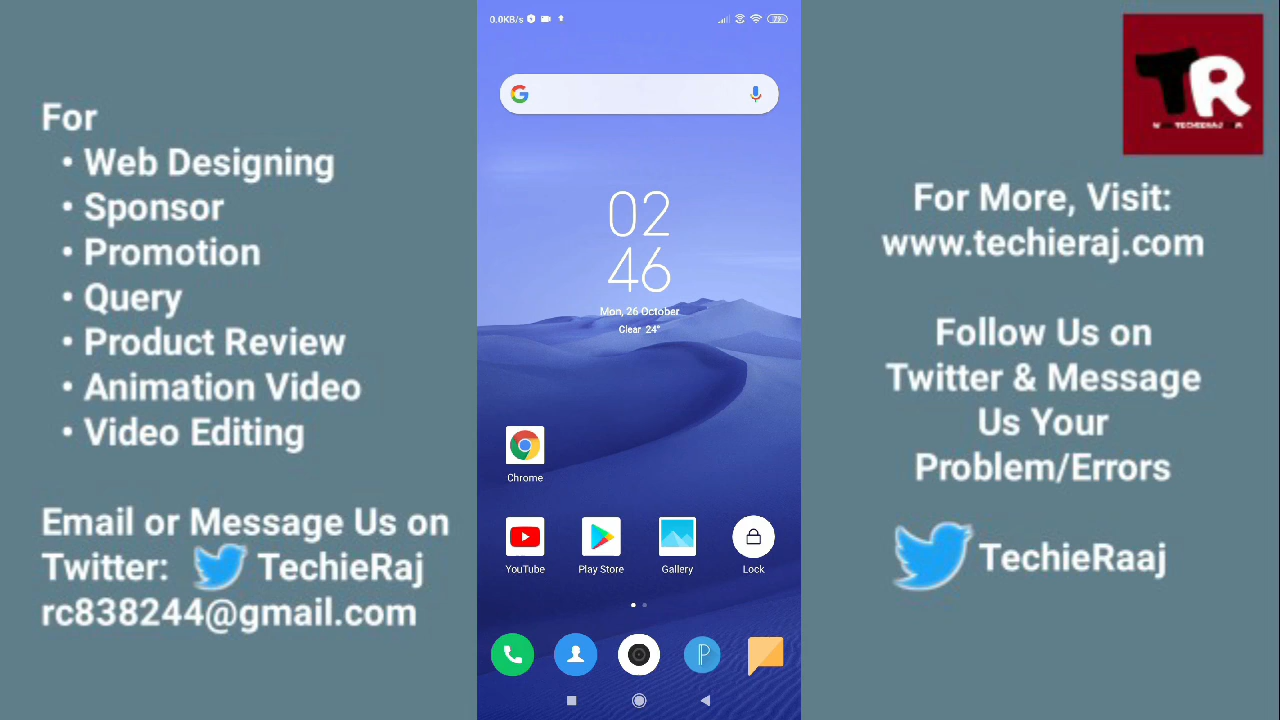 For
• Web Designing
• Sponsor
• Promotion
• Query
• Product Review
• Animation Video
• Video Editing
Email or Message Us on
Twitter: TechieRaj
rc838244@gmail.com
0.0KB/s
02
46
Mon, 26 October
Clear 24°
Chrome
YouTube
Play Store
Gallery
Lock
TR
For More, Visit:
www.techieraj.com
Follow Us on
Twitter & Message
Us Your
Problem/Errors
TechieRaaj